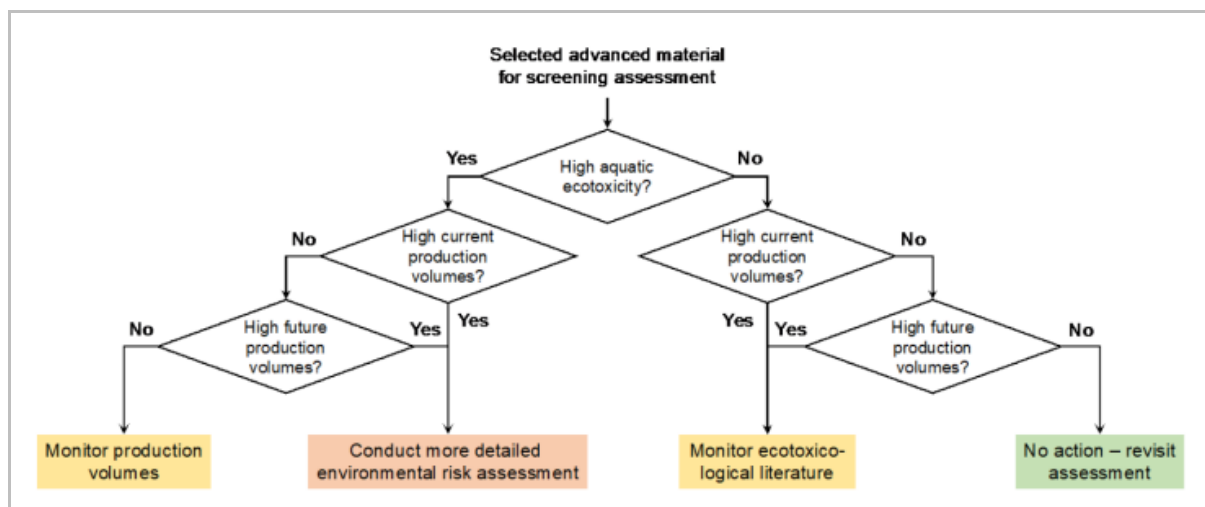 Selected advanced material
for screening assessment
Yes
No
High aquatic
ecotoxicity?
No
High current
production
volumes?
High current
production
volumes?
No
No
High future
production
volumes?
Yes
Yes
Yes
Yes
High future
production
volumes?
No
Monitor production
volumes
Conduct more detailed
environmental risk assessment
Monitor ecotoxico-
logical literature
No action – revisit
assessment